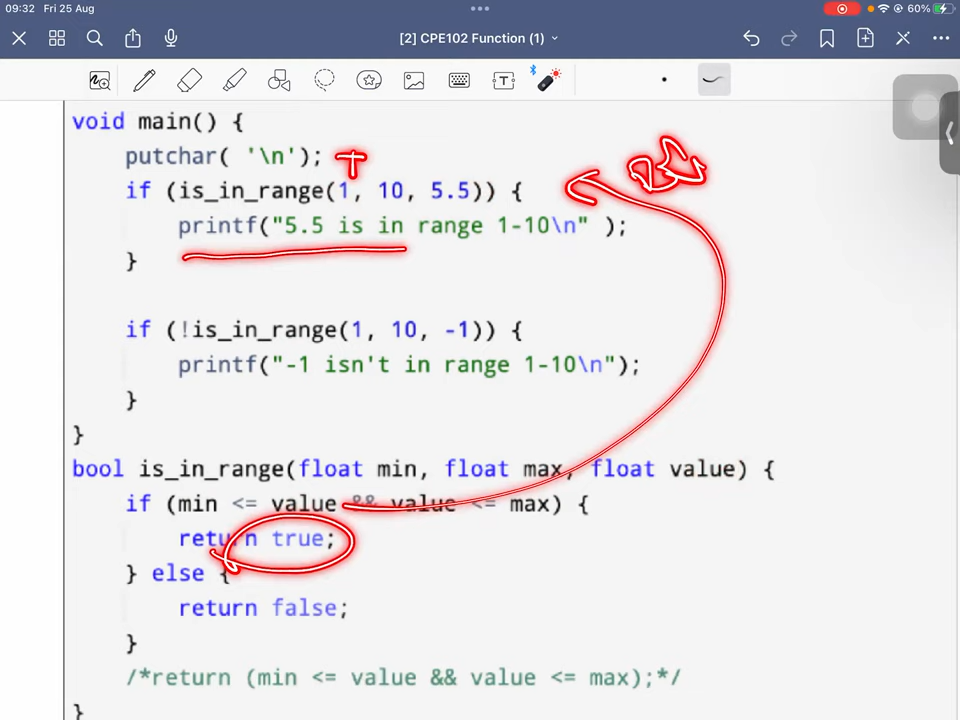 09:32 Fri 25 Aug
60%
[2] CPE102 Function (1)
void main() {
putchar( '\n'); T
if (is_in_range(1, 10, 5.5)) {
printf("5.5 is in range 1-10\n" );
}
if (!is_in_range(1, 10, -1)) {
printf("-1 isn't in range 1-10\n");
}
}
bool is_in_range(float min, float max, float value) {
if (min <= value && value <= max) {
return true;
} else {
return false;
}
/*return (min <= value && value <= max);*/
}